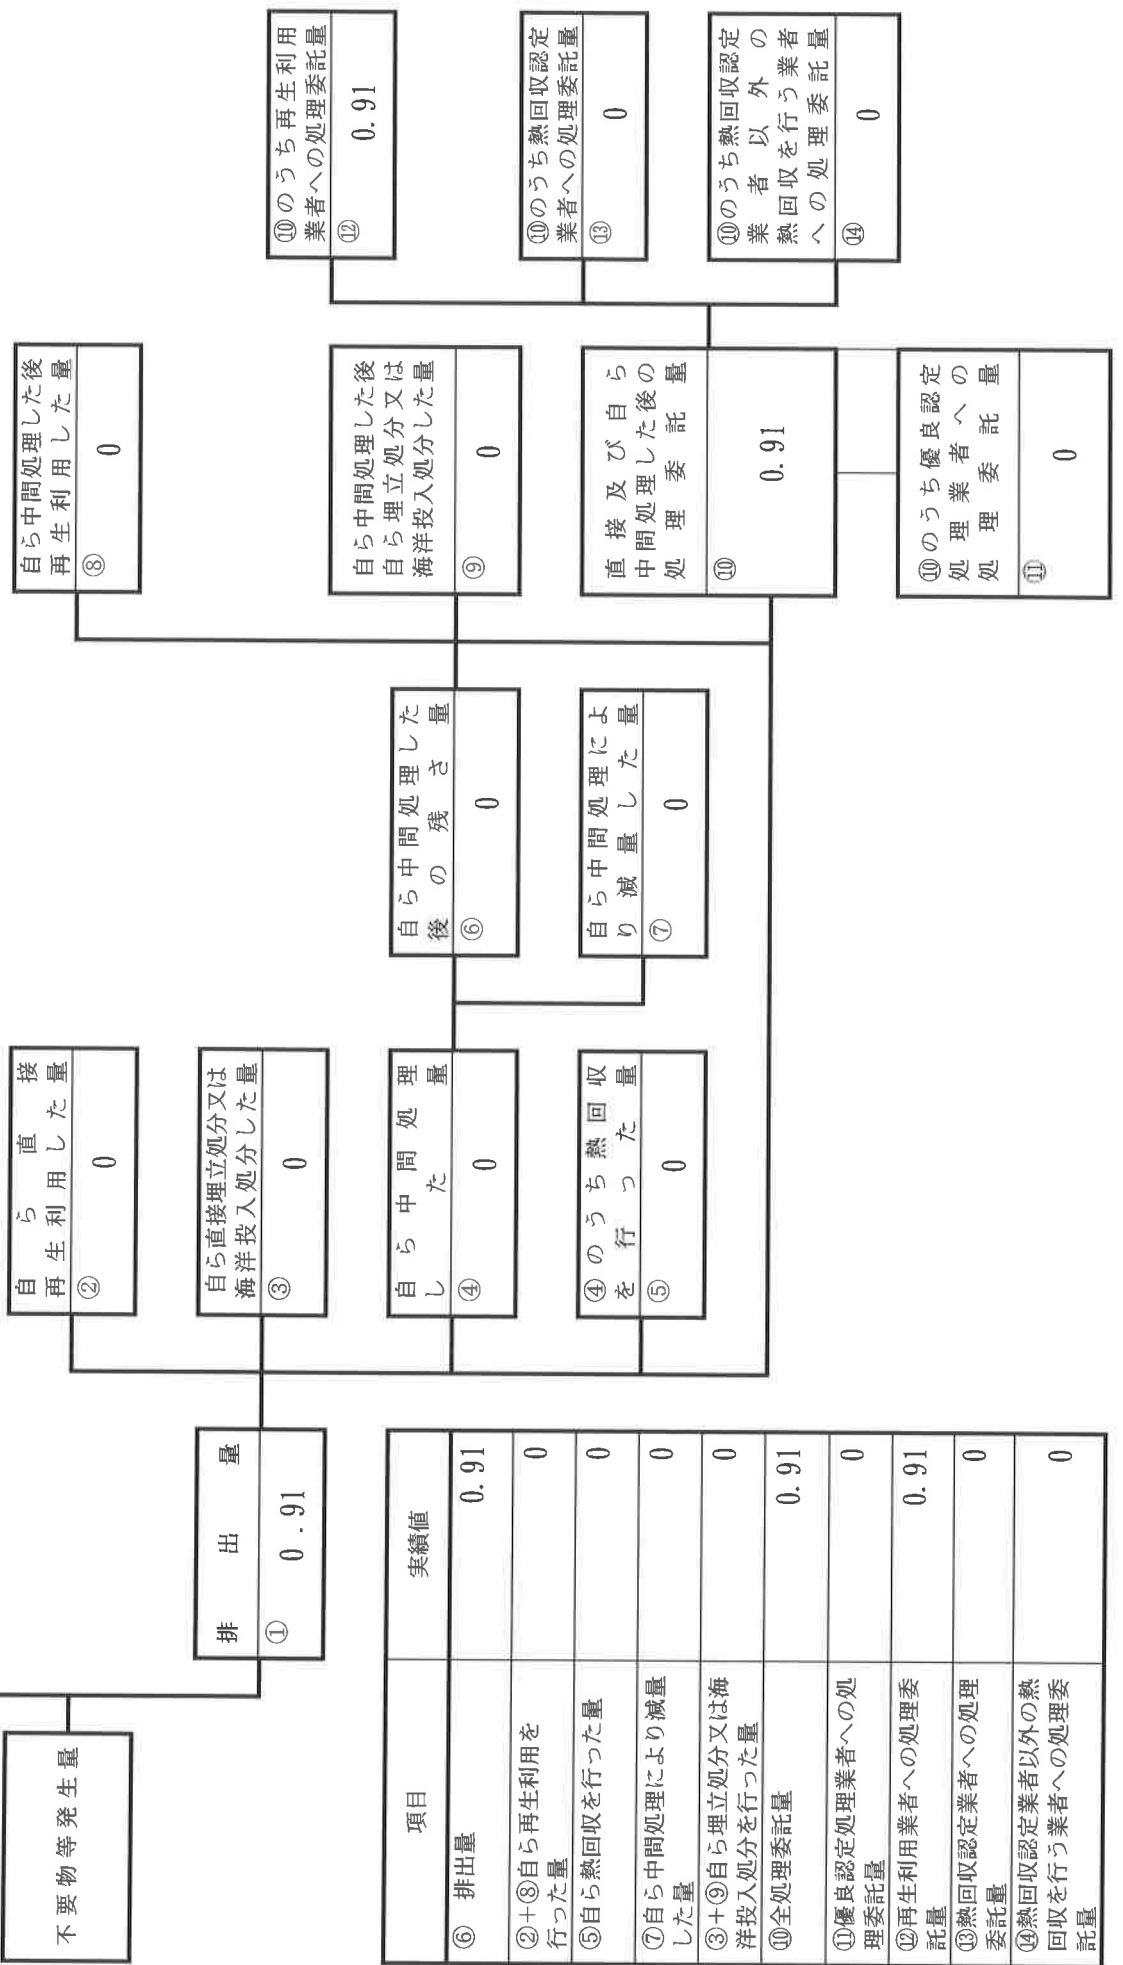 不要物等発生量
排出量
① 0.91
自ら直接
再生利用した量
② 0
自ら直接埋立処分又は
海洋投入処分した量
③ 0
自ら中間処理
した量
④ 0
④のうち熱回収
を行った量
⑤ 0
自ら中間処理した
後の残さ量
⑥ 0
自ら中間処理によ
り減量した量
⑦ 0
自ら中間処理した後
再生利用した量
⑧ 0
自ら中間処理した後
自ら埋立処分又は
海洋投入処分した量
⑨ 0
直接及び自ら
中間処理した後の
処理委託量
⑩ 0.91
⑩のうち優良認定
処理業者への
処理委託量
⑪ 0
⑩のうち再生利用
業者への処理委託量
⑫ 0.91
⑩のうち熱回収認定
業者への処理委託量
⑬ 0
⑩のうち熱回収認定
業者以外の
熱回収を行う業者
への処理委託量
⑭ 0
項目 実績値
⑥ 排出量 0.91
②+⑧自ら再生利用を
行った量 0
⑤自ら熱回収を行った量 0
⑦自ら中間処理により減量
した量 0
③+⑨自ら埋立処分又は海
洋投入処分を行った量 0
⑩全処理委託量 0.91
⑪優良認定処理業者への処
理委託量 0
⑫再生利用業者への処理委
託量 0.91
⑬熱回収認定業者への処理
委託量 0
⑭熱回収認定業者以外の熱
回収を行う業者への処理委
託量 0